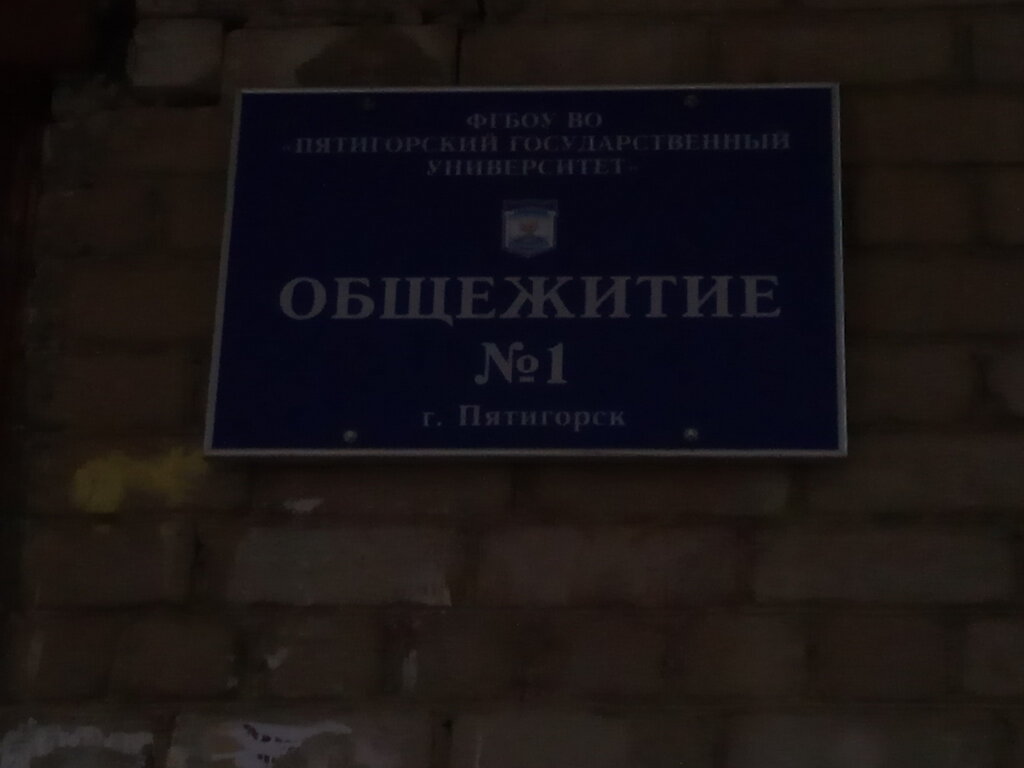 ФГБОУ ВО
«ПЯТИГОРСКИЙ ГОСУДАРСТВЕННЫЙ
УНИВЕРСИТЕТ»
ОБЩЕЖИТИЕ
№1
г. Пятигорск